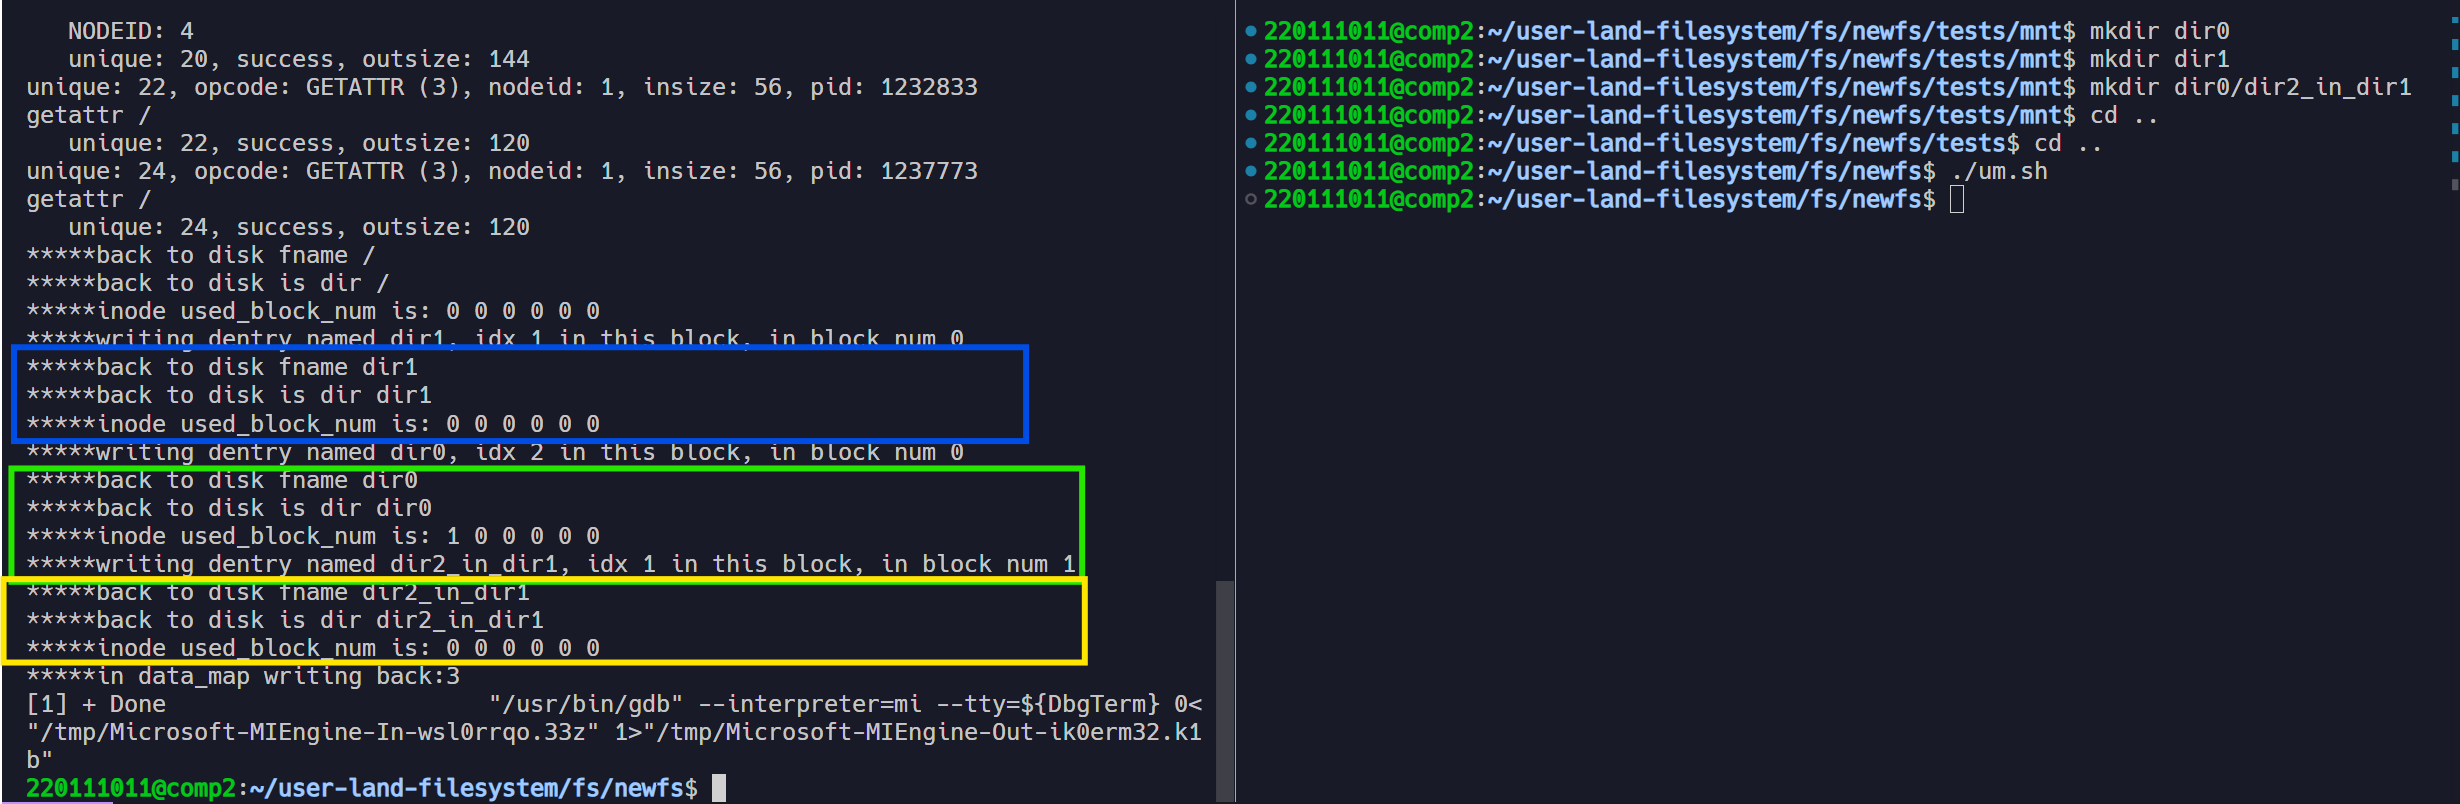 NODEID: 4
unique: 20, success, outsize: 144
unique: 22, opcode: GETATTR (3), nodeid: 1, insize: 56, pid: 1232833
getattr /
unique: 22, success, outsize: 120
unique: 24, opcode: GETATTR (3), nodeid: 1, insize: 56, pid: 1237773
getattr /
unique: 24, success, outsize: 120
*****back to disk fname /
*****back to disk is dir /
*****inode used_block_num is: 0 0 0 0 0 0
*****writing dentry named dir1, idx 1 in this block, in block num 0
*****back to disk fname dir1
*****back to disk is dir dir1
*****inode used_block_num is: 0 0 0 0 0 0
*****writing dentry named dir0, idx 2 in this block, in block num 0
*****back to disk fname dir0
*****back to disk is dir dir0
*****inode used_block_num is: 1 0 0 0 0 0
*****writing dentry named dir2_in_dir1, idx 1 in this block, in block num 1
*****back to disk fname dir2_in_dir1
*****back to disk is dir dir2_in_dir1
*****inode used_block_num is: 0 0 0 0 0 0
*****in data_map writing back:3
[1] + Done                       "/usr/bin/gdb" --interpreter=mi --tty=${DbgTerm} 0<
"/tmp/Microsoft-MIEngine-In-wsl0rrqo.33z" 1>"/tmp/Microsoft-MIEngine-Out-ik0erm32.k1
b"
220111011@comp2:~/user-land-filesystem/fs/newfs$
220111011@comp2:~/user-land-filesystem/fs/newfs/tests/mnt$ mkdir dir0
220111011@comp2:~/user-land-filesystem/fs/newfs/tests/mnt$ mkdir dir1
220111011@comp2:~/user-land-filesystem/fs/newfs/tests/mnt$ mkdir dir0/dir2_in_dir1
220111011@comp2:~/user-land-filesystem/fs/newfs/tests/mnt$ cd ..
220111011@comp2:~/user-land-filesystem/fs/newfs/tests$ cd ..
220111011@comp2:~/user-land-filesystem/fs/newfs$ ./um.sh
220111011@comp2:~/user-land-filesystem/fs/newfs$